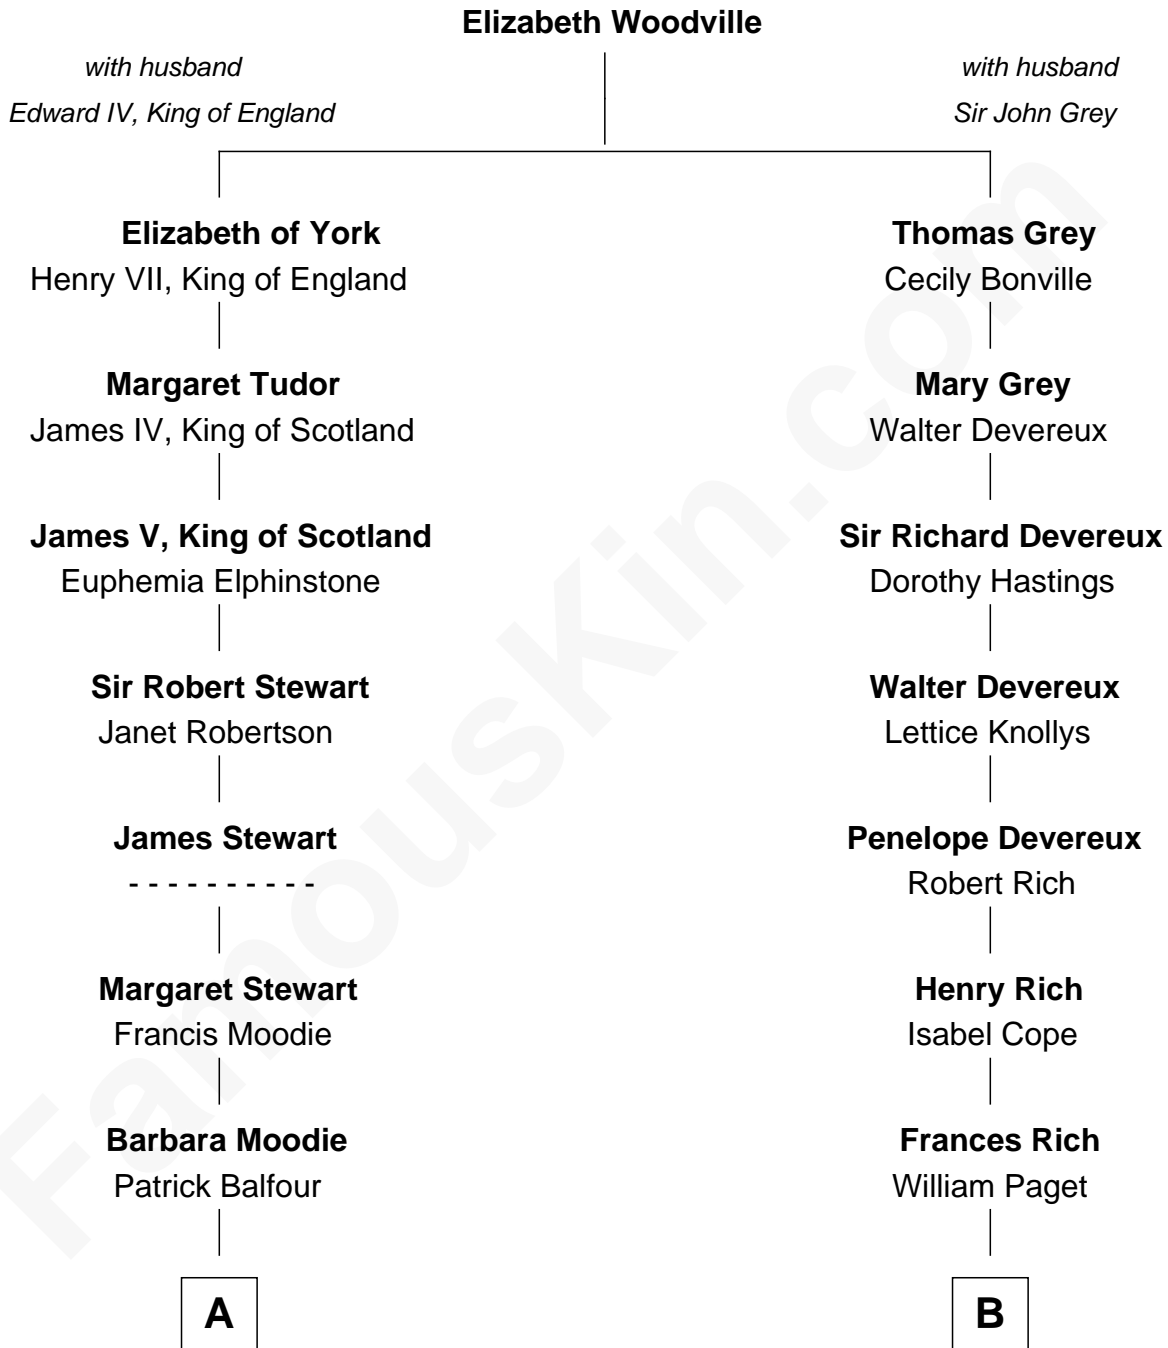 Elizabeth Woodville
with husband
Edward IV, King of England
with husband
Sir John Grey
Elizabeth of York
Henry VII, King of England
Thomas Grey
Cecily Bonville
Margaret Tudor
James IV, King of Scotland
Mary Grey
Walter Devereux
James V, King of Scotland
Euphemia Elphinstone
Sir Richard Devereux
Dorothy Hastings
Sir Robert Stewart
Janet Robertson
Walter Devereux
Lettice Knollys
James Stewart
- - - - - - - - - -
Penelope Devereux
Robert Rich
Margaret Stewart
Francis Moodie
Henry Rich
Isabel Cope
Barbara Moodie
Patrick Balfour
Frances Rich
William Paget
A
B
FamousKin.com